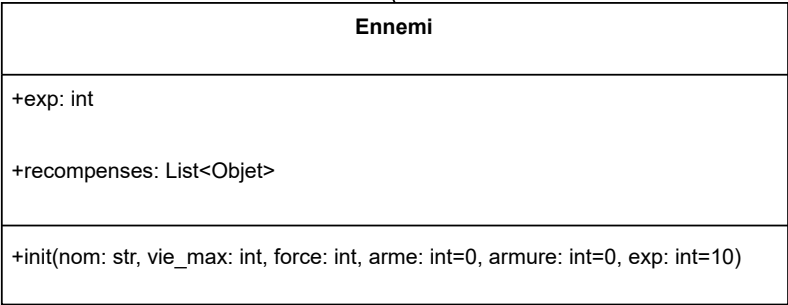 Ennemi
+exp: int
+recompenses: List<Objet>
+init(nom: str, vie_max: int, force: int, arme: int=0, armure: int=0, exp: int=10)